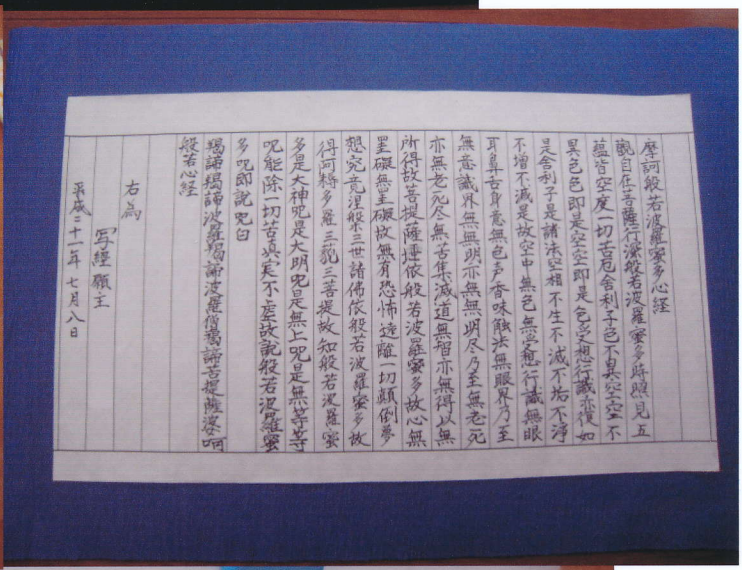 摩訶般若波羅蜜多心経
観自在菩薩行深般若波羅蜜多時照見五
蘊皆空度一切苦厄舎利子色不異空空不
異色色即是空空即是色受想行識亦復如
是舎利子是諸法空相不生不滅不垢不浄
不増不減是故空中無色無受想行識無眼
耳鼻舌身意無色声香味触法無眼界乃至
無意識界無無明亦無無明尽乃至無老死
亦無老死尽無苦集滅道無智亦無得以無
所得故菩提薩埵依般若波羅蜜多故心無
罣礙無罣礙故無有恐怖遠離一切顛倒夢
想究竟涅槃三世諸佛依般若波羅蜜多故
得阿耨多羅三藐三菩提故知般若波羅蜜
多是大神呪是大明呪是無上呪是無等等
呪能除一切苦真実不虚故説般若波羅蜜
多呪即説呪曰
羯諦羯諦波羅羯諦波羅僧羯諦菩提薩婆呵
般若心経
右為
写経願主
平成二十一年七月八日